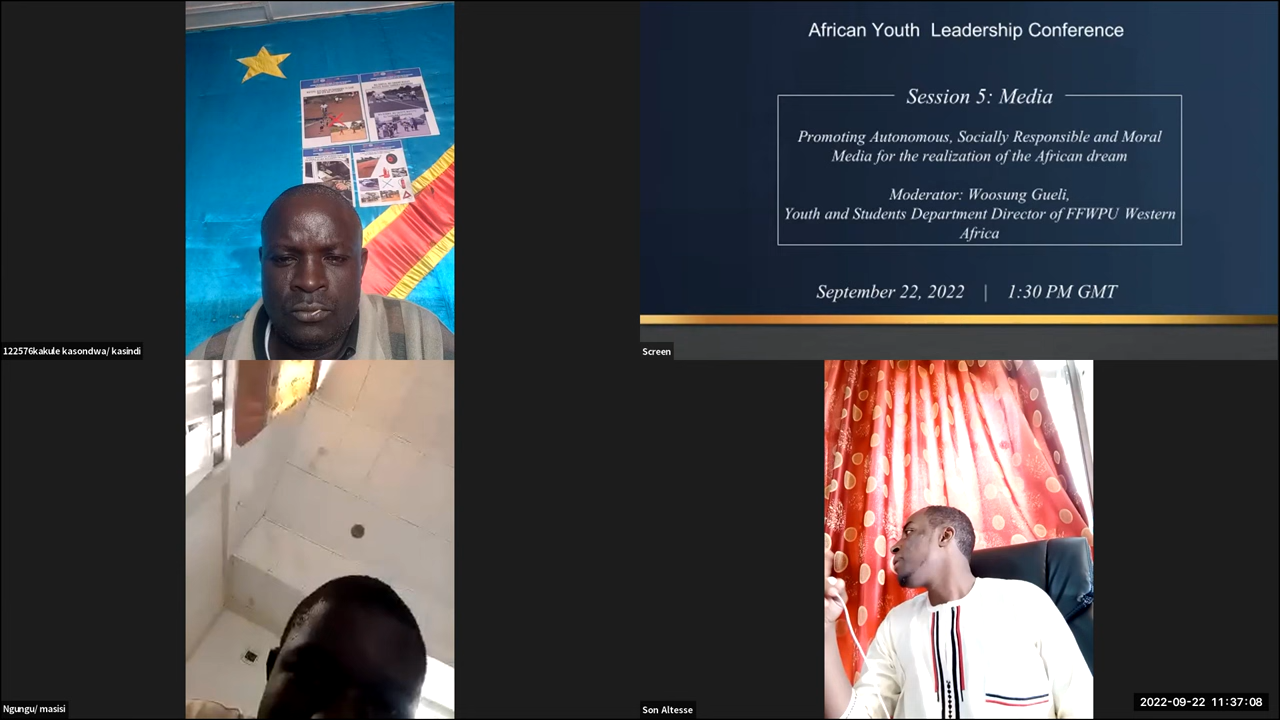 African Youth Leadership Conference
Session 5: Media
Promoting Autonomous, Socially Responsible and Moral
Media for the realization of the African dream
Moderator: Woosung Gueli,
Youth and Students Department Director of FFWPU Western
Africa
September 22, 2022 | 1:30 PM GMT
122576kakule kasondwa/ kasindi
Screen
Ngungu/ masisi
Son Altesse
2022-09-22 11:37:08